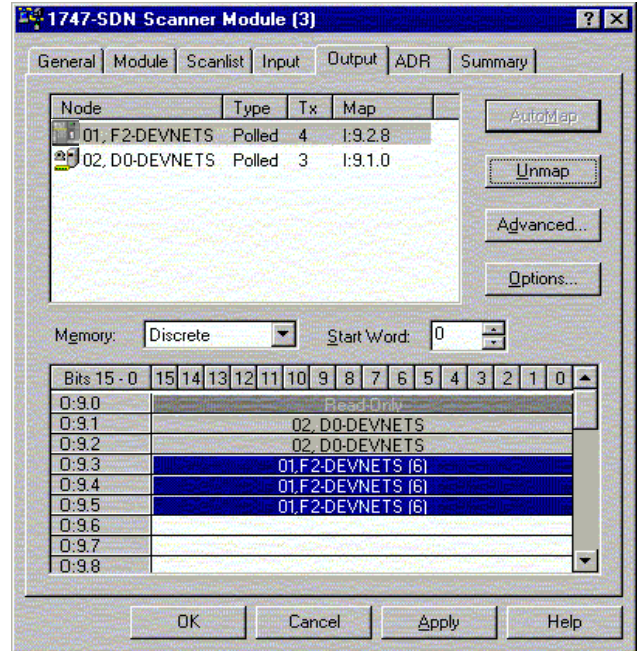 1747-SDN Scanner Module (3)
General Module Scanlist Input Output ADR Summary
Node Type Tx Map
01, F2-DEVNETS Polled 4 I:9.2.8
02, D0-DEVNETS Polled 3 I:9.1.0
AutoMap
Unmap
Advanced...
Options...
Memory: Discrete Start Word: 0
Bits 15 - 0 15 14 13 12 11 10 9 8 7 6 5 4 3 2 1 0
O:9.0 Read-Only
O:9.1 02, D0-DEVNETS
O:9.2 02, D0-DEVNETS
O:9.3 01,F2-DEVNETS (6)
O:9.4 01,F2-DEVNETS (6)
O:9.5 01,F2-DEVNETS (6)
O:9.6
O:9.7
O:9.8
OK Cancel Apply Help